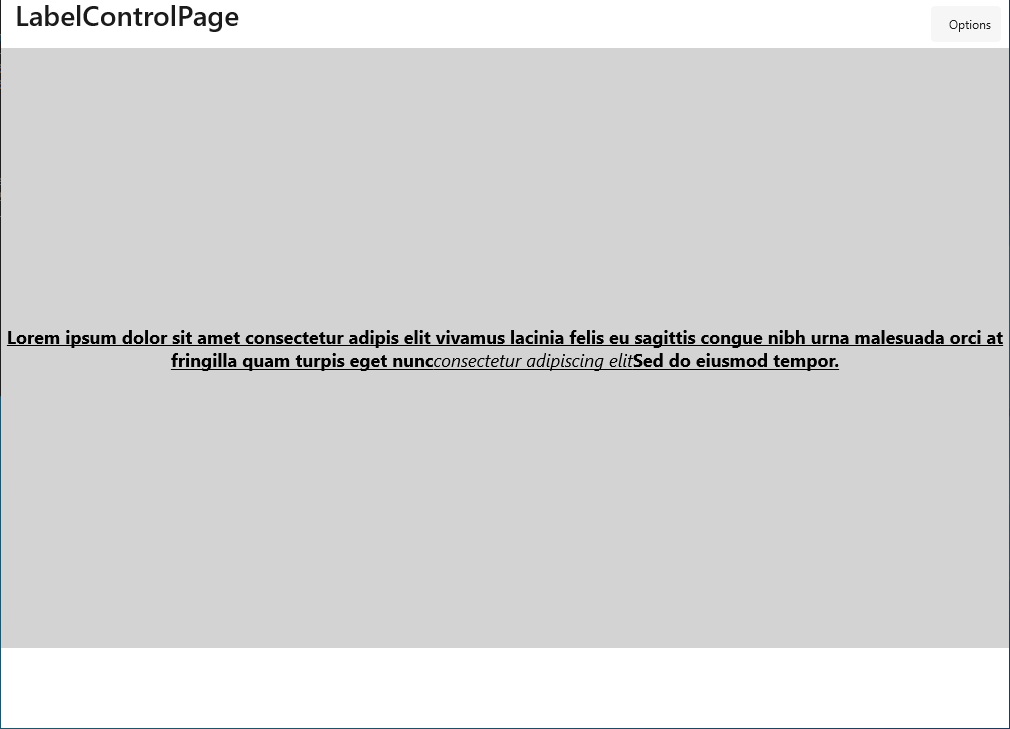 LabelControlPage
Options
Lorem ipsum dolor sit amet consectetur adipis elit vivamus lacinia felis eu sagittis congue nibh urna malesuada orci at
fringilla quam turpis eget nuncconsectetur adipiscing elitSed do eiusmod tempor.